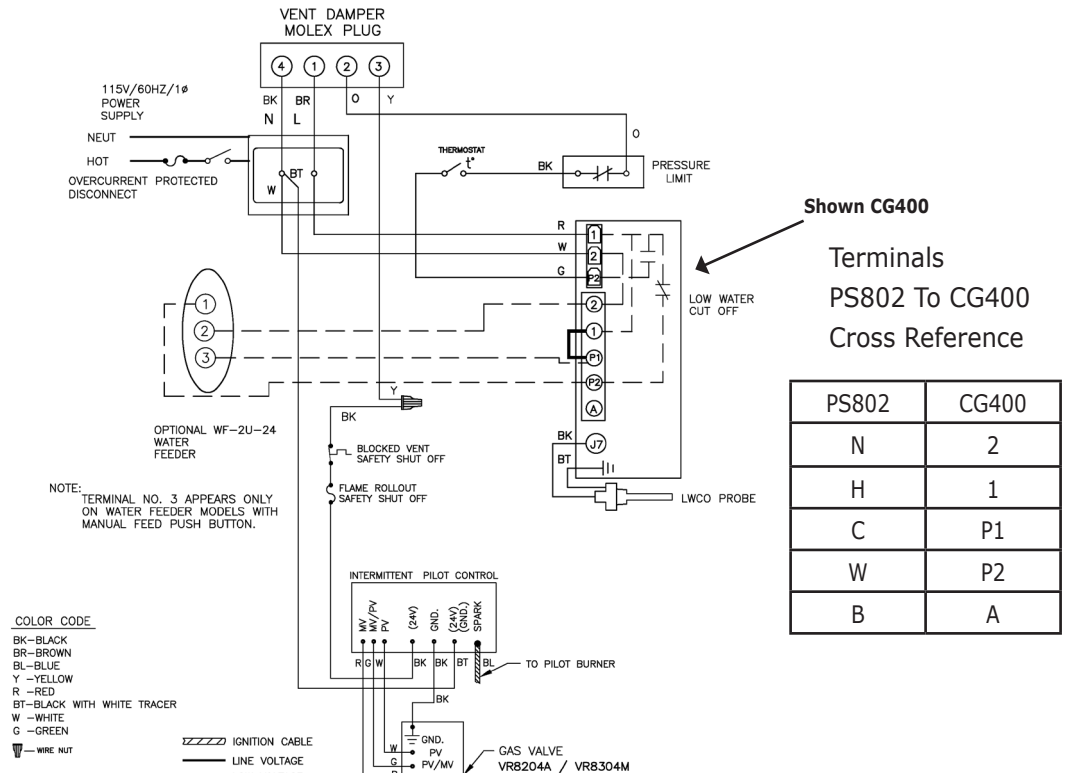 VENT DAMPER
MOLEX PLUG
4 1 2 3
115V/60HZ/1ø
POWER
SUPPLY
BK BR O Y
N L
NEUT
HOT
OVERCURRENT PROTECTED
DISCONNECT
BT
W
O
THERMOSTAT
t°
BK
PRESSURE
LIMIT
R 1
W 2
G P2
LOW WATER
CUT OFF
1
2
3
2
1
P1
P2
A
BK J7
BT
LWCO PROBE
OPTIONAL WF-2U-24
WATER
FEEDER
Y
BK
BLOCKED VENT
SAFETY SHUT OFF
FLAME ROLLOUT
SAFETY SHUT OFF
NOTE:
TERMINAL NO. 3 APPEARS ONLY
ON WATER FEEDER MODELS WITH
MANUAL FEED PUSH BUTTON.
Shown CG400
Terminals
PS802 To CG400
Cross Reference
PS802 CG400
N 2
H 1
C P1
W P2
B A
INTERMITTENT PILOT CONTROL
MV
MV/PV
PV
(24V)
GND.
(24V)
(GND.)
SPARK
R G W BK BK BT BL
TO PILOT BURNER
BK
GND.
W PV
G PV/MV
GAS VALVE
VR8204A / VR8304M
COLOR CODE
BK-BLACK
BR-BROWN
BL-BLUE
Y -YELLOW
R -RED
BT-BLACK WITH WHITE TRACER
W -WHITE
G -GREEN
— WIRE NUT
IGNITION CABLE
LINE VOLTAGE